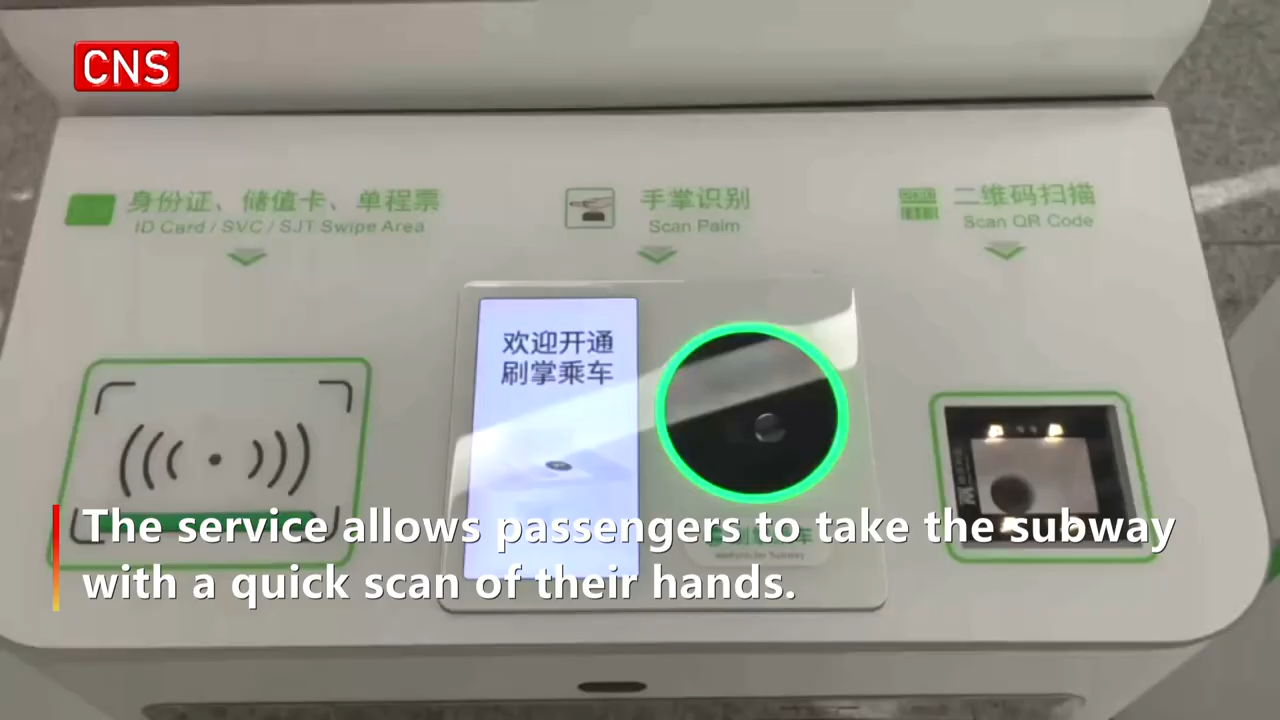 CNS
身份证、储值卡、单程票
ID Card / SVC / SJT Swipe Area
手掌识别
Scan Palm
二维码扫描
Scan QR Code
欢迎开通
刷掌乘车
The service allows passengers to take the subway
with a quick scan of their hands.